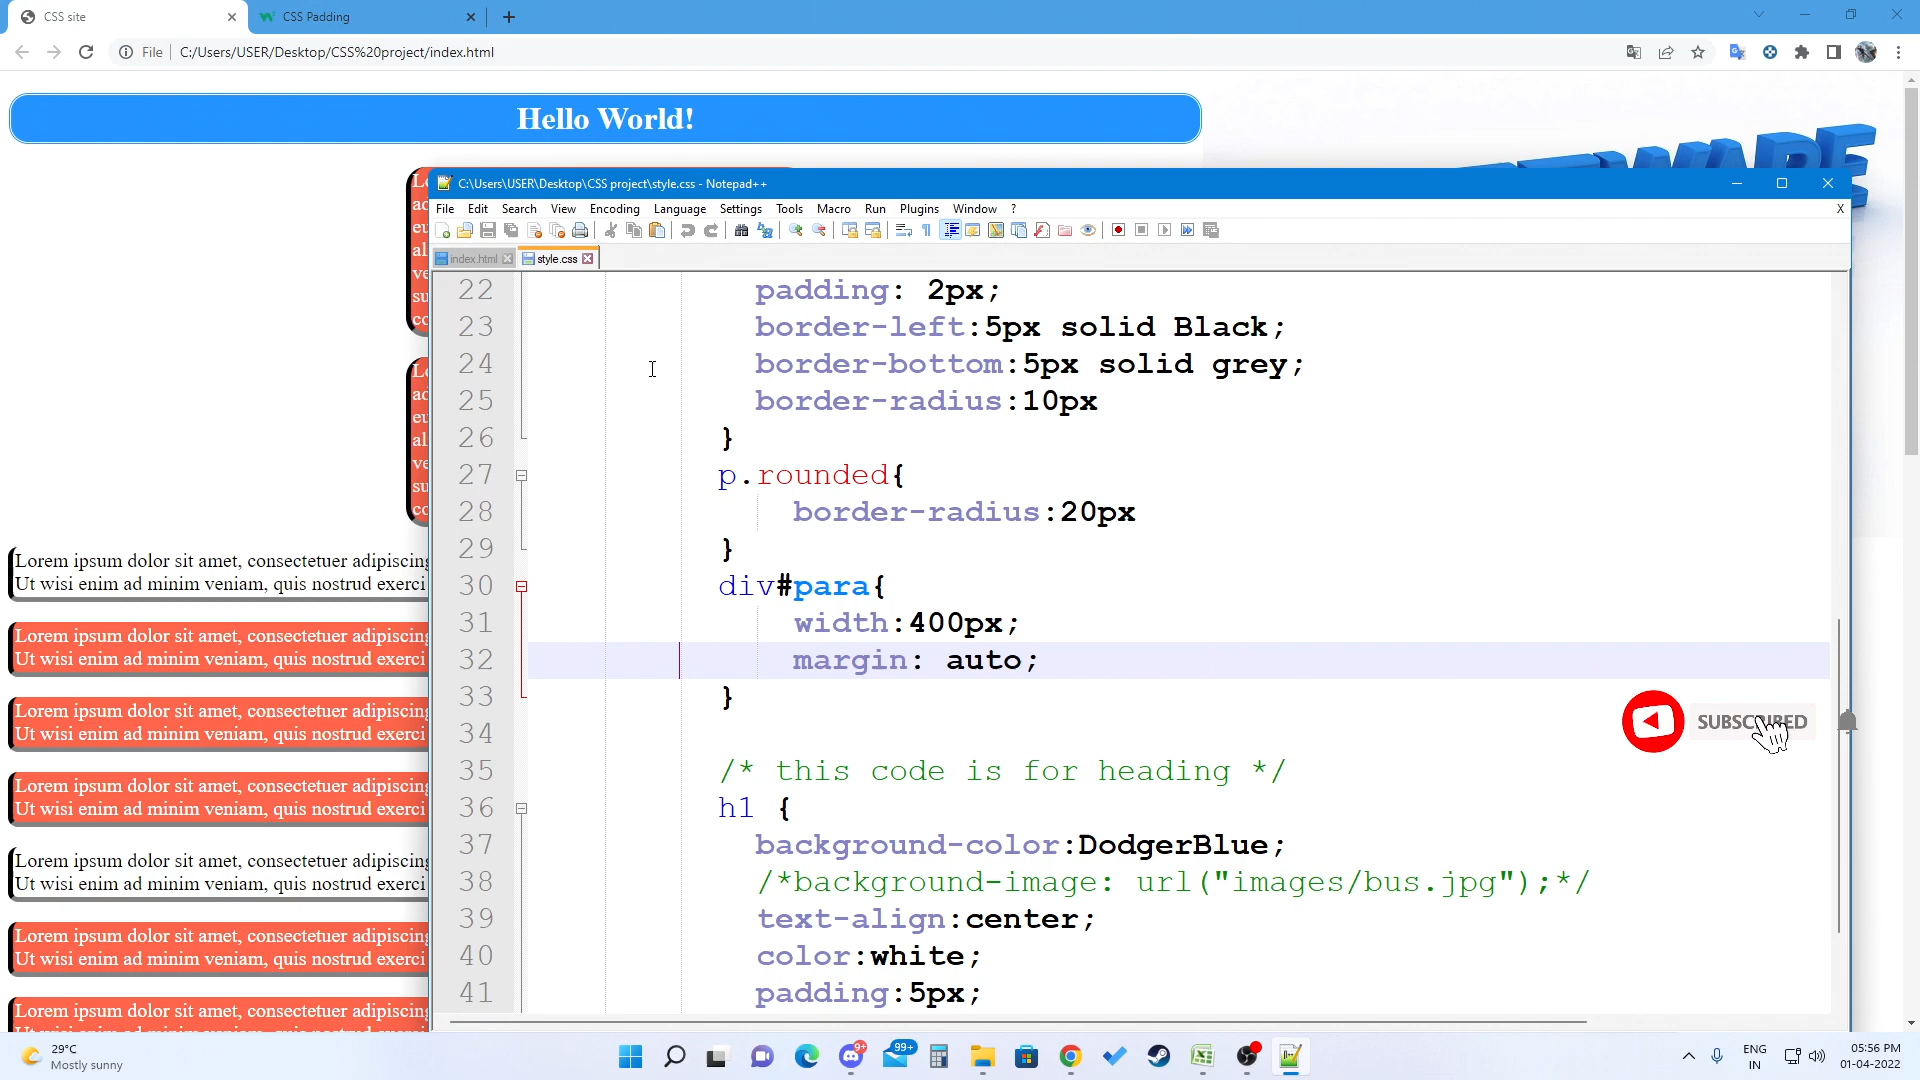 CSS site
CSS Padding
File
C:/Users/USER/Desktop/CSS%20project/index.html
Hello World!
C:\Users\USER\Desktop\CSS project\style.css - Notepad++
File Edit Search View Encoding Language Settings Tools Macro Run Plugins Window ?
X
index.html
style.css
22 padding: 2px;
23 border-left:5px solid Black;
24 border-bottom:5px solid grey;
25 border-radius:10px
26 }
27 p.rounded{
28 border-radius:20px
29 }
30 div#para{
31 width:400px;
32 margin: auto;
33 }
34
35 /* this code is for heading */
36 h1 {
37 background-color:DodgerBlue;
38 /*background-image: url("images/bus.jpg");*/
39 text-align:center;
40 color:white;
41 padding:5px;
Lorem ipsum dolor sit amet, consectetuer adipiscing
Ut wisi enim ad minim veniam, quis nostrud exerci
Lorem ipsum dolor sit amet, consectetuer adipiscing
Ut wisi enim ad minim veniam, quis nostrud exerci
Lorem ipsum dolor sit amet, consectetuer adipiscing
Ut wisi enim ad minim veniam, quis nostrud exerci
Lorem ipsum dolor sit amet, consectetuer adipiscing
Ut wisi enim ad minim veniam, quis nostrud exerci
Lorem ipsum dolor sit amet, consectetuer adipiscing
Ut wisi enim ad minim veniam, quis nostrud exerci
Lorem ipsum dolor sit amet, consectetuer adipiscing
Ut wisi enim ad minim veniam, quis nostrud exerci
Lorem ipsum dolor sit amet, consectetuer adipiscing
SUBSCRIBED
29°C
Mostly sunny
9+
99+
ENG
IN
05:56 PM
01-04-2022